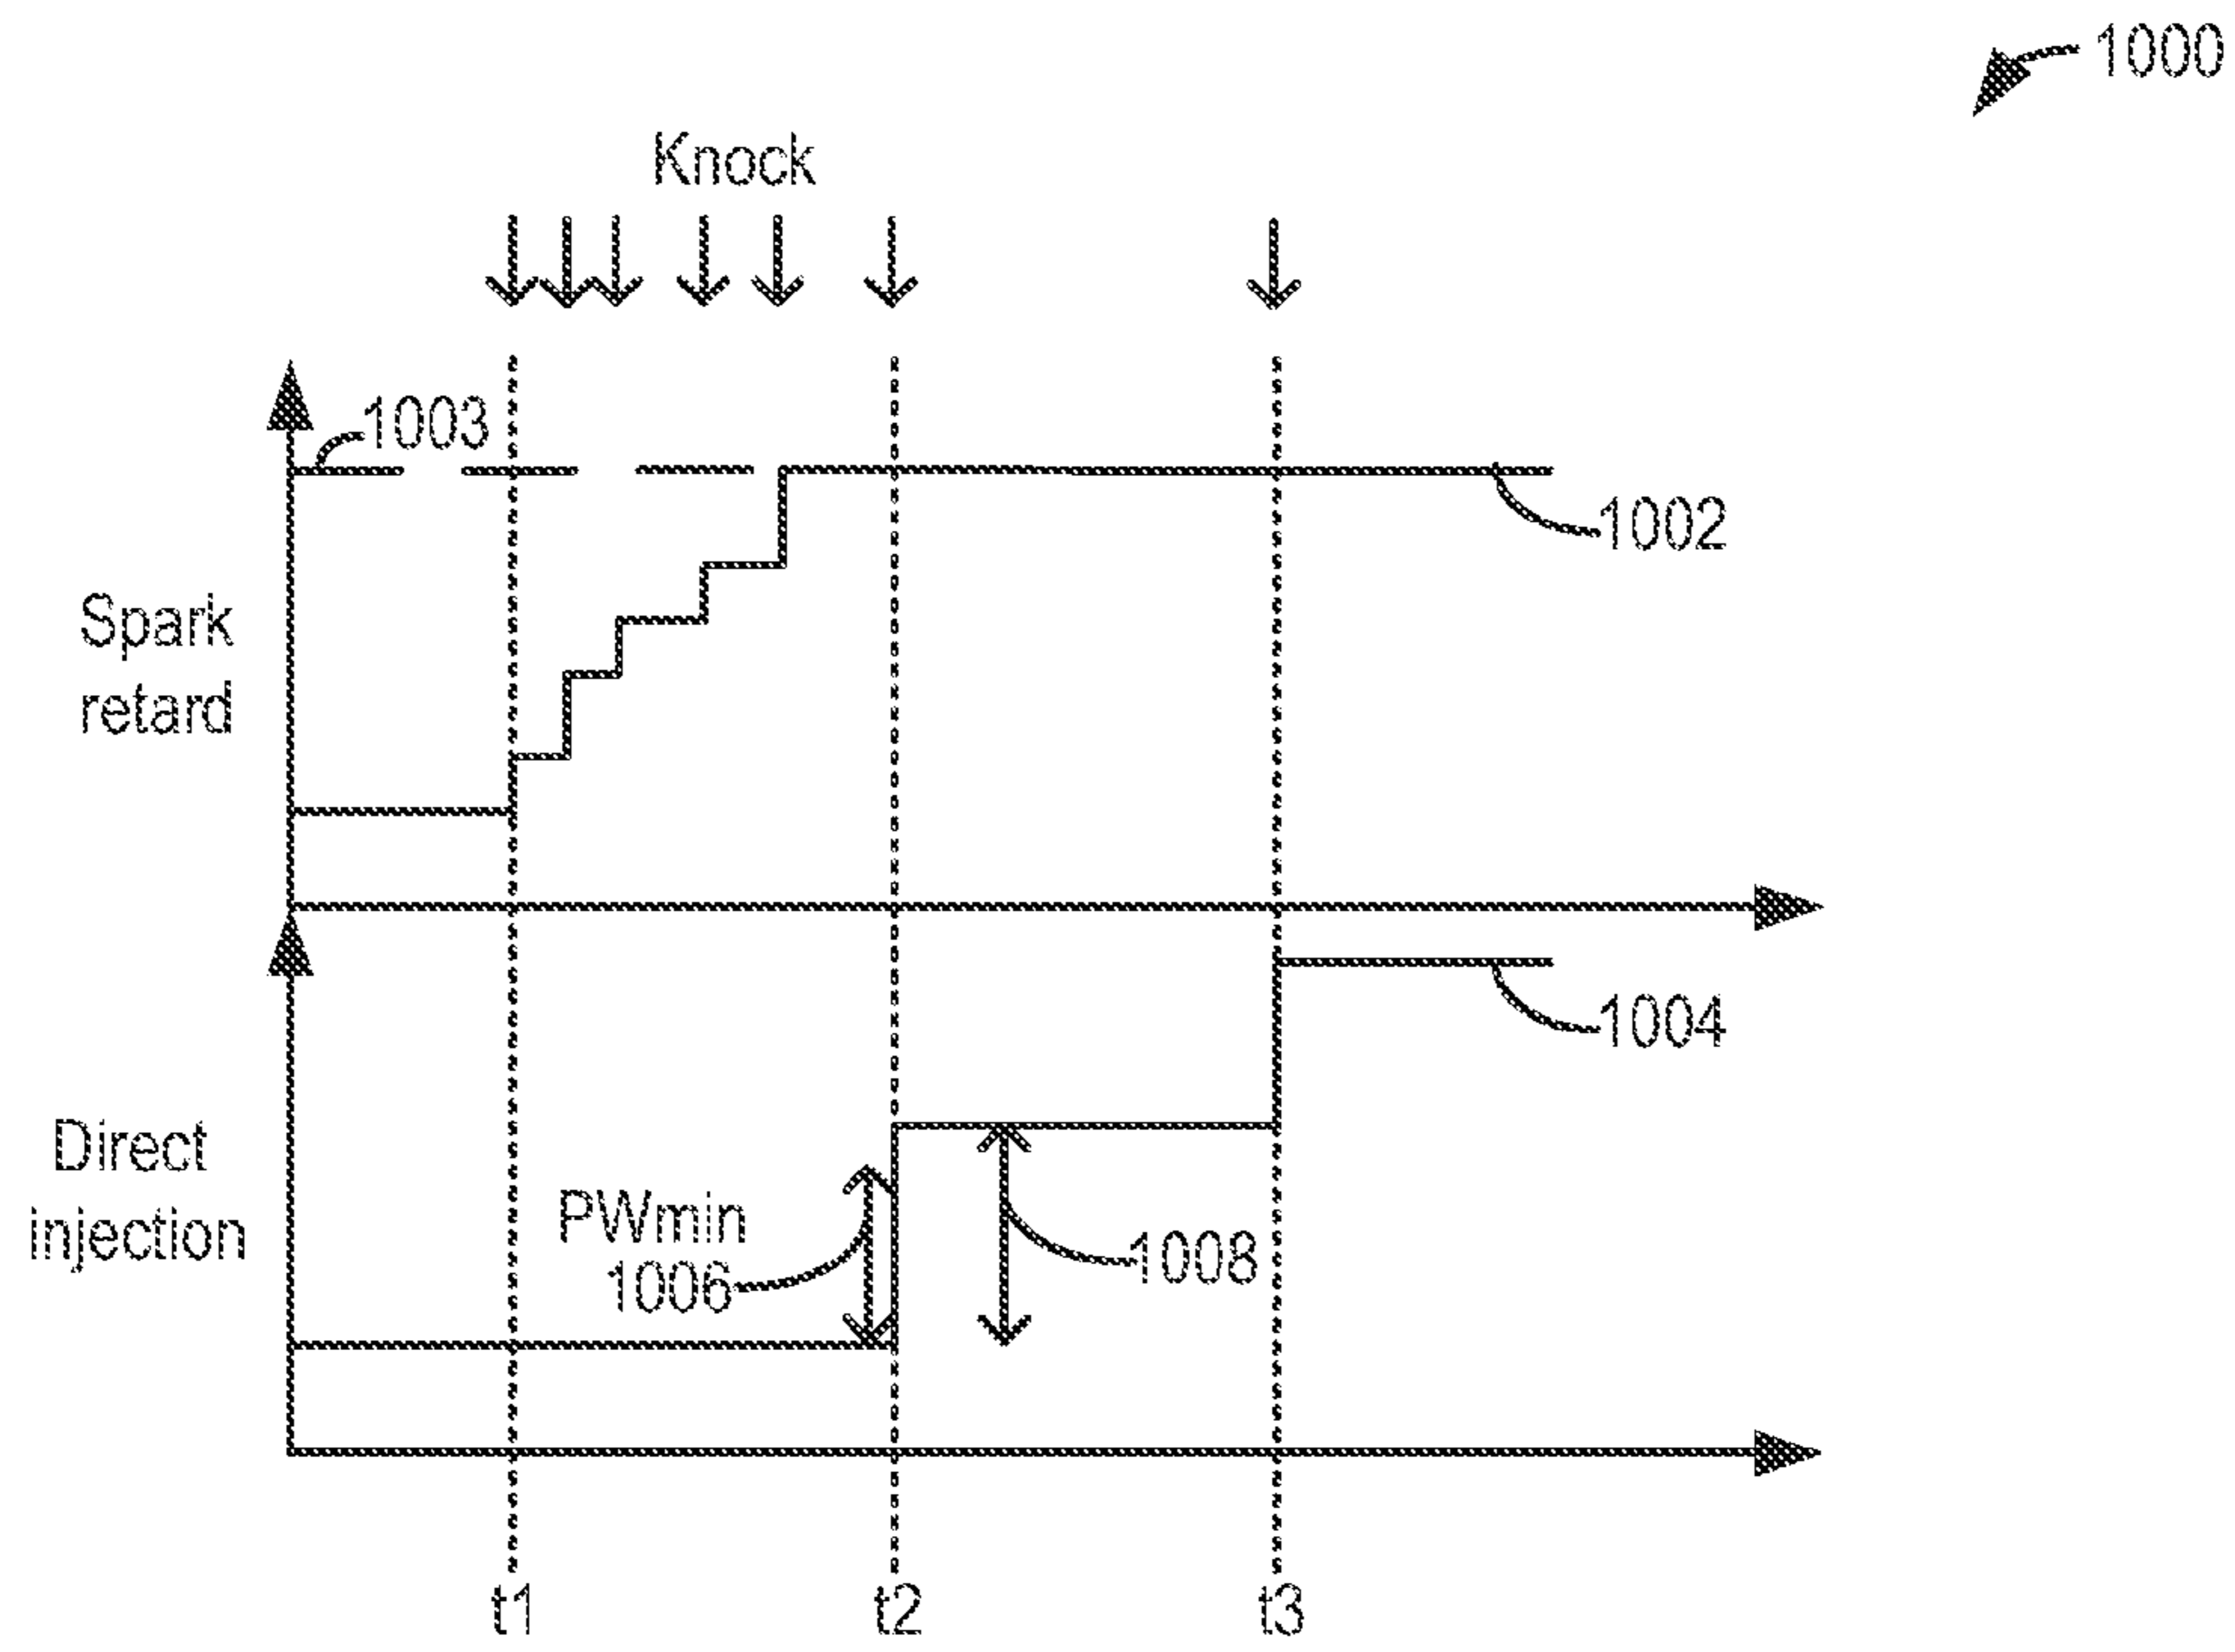 1000
Knock
1003
1002
Spark
retard
1004
Direct
injection
PWmin
1006
1008
t1
t2
t3